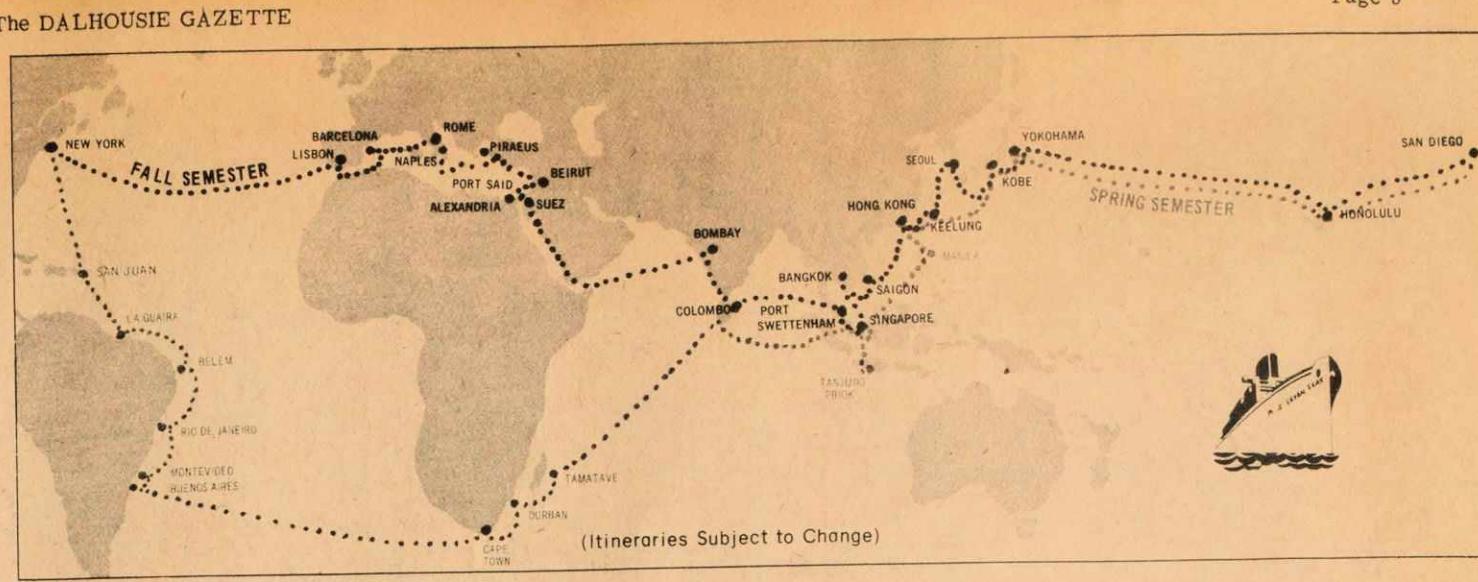 The DALHOUSIE GAZETTE
NEW YORK
FALL SEMESTER
LISBON
BARCELONA
ROME
NAPLES
PIRAEUS
PORT SAID
BEIRUT
ALEXANDRIA
SUEZ
BOMBAY
COLOMBO
BANGKOK
PORT
SWETTENHAM
SAIGON
SINGAPORE
HONG KONG
KEELUNG
MANILA
SEOUL
KOBE
YOKOHAMA
SPRING SEMESTER
HONOLULU
SAN DIEGO
SAN JUAN
LA GUAIRA
BELEM
RIO DE JANEIRO
MONTEVIDEO
BUENOS AIRES
CAPE
TOWN
DURBAN
TAMATAVE
PRIOK
(Itineraries Subject to Change)